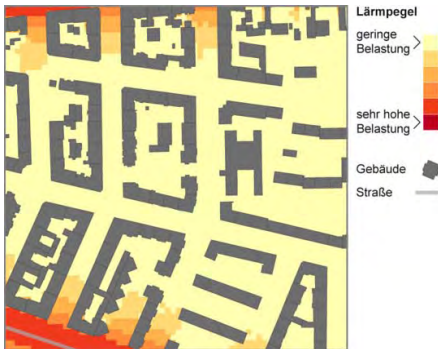 Lärmpegel
geringe
Belastung
sehr hohe
Belastung
Gebäude
Straße